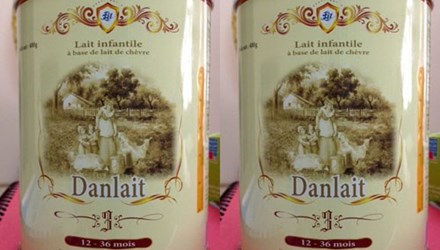 Lait infantile
à base de lait de chèvre
Danlait
3
12 - 36 mois
Lait infantile
à base de lait de chèvre
Danlait
3
12 - 36 mois